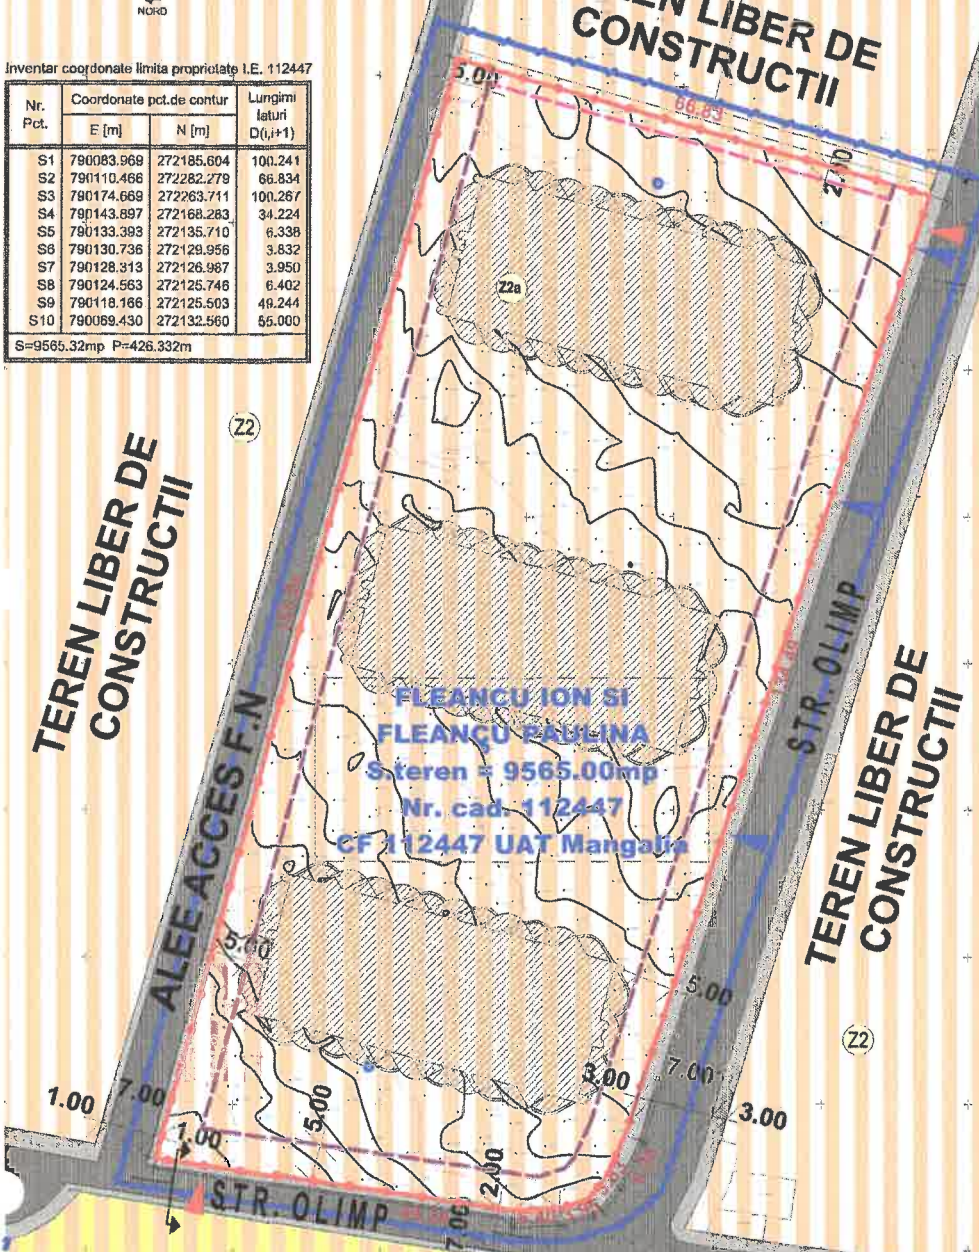 NORD
Inventar coordonate limita proprietate I.E. 112447
Nr. Pct. Coordonate pct.de contur Lungimi laturi D(i,i+1)
E [m] N [m]
S1 790083.969 272185.604 100.241
S2 790110.466 272282.279 66.834
S3 790174.669 272263.711 100.267
S4 790143.897 272168.283 34.224
S5 790133.393 272135.710 6.338
S6 790130.736 272129.956 3.832
S7 790128.313 272126.987 3.950
S8 790124.563 272125.746 6.402
S9 790118.166 272125.503 49.244
S10 790069.430 272132.560 55.000
S=9565.32mp P=426.332m
LIBER DE
CONSTRUCTII
5.00
66.83
2.00
Z2a
Z2
TEREN LIBER DE
CONSTRUCTII
ALEE ACCES F.N
STR. OLIMP
FLEANCU ION SI
FLEANCU PAULINA
S.teren = 9565.00mp
Nr. cad. 112447
CF 112447 UAT Mangalia
TEREN LIBER DE
CONSTRUCTII
Z2
5.00
5.00
3.00
7.00
3.00
1.00
7.00
1.00
5.00
2.00
STR. OLIMP
7.00